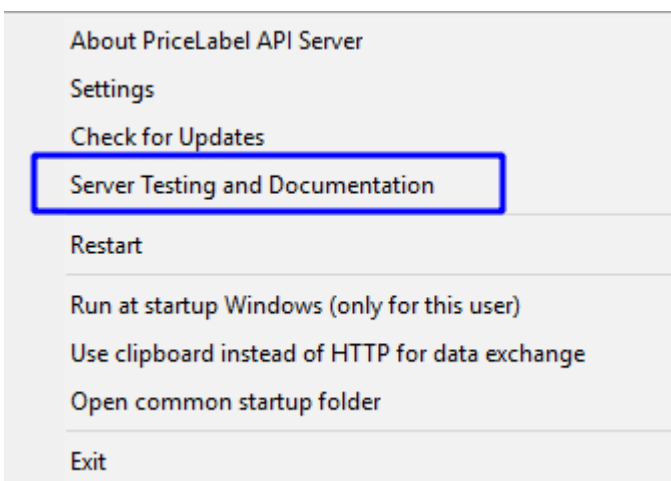 About PriceLabel API Server
Settings
Check for Updates
Server Testing and Documentation
Restart
Run at startup Windows (only for this user)
Use clipboard instead of HTTP for data exchange
Open common startup folder
Exit